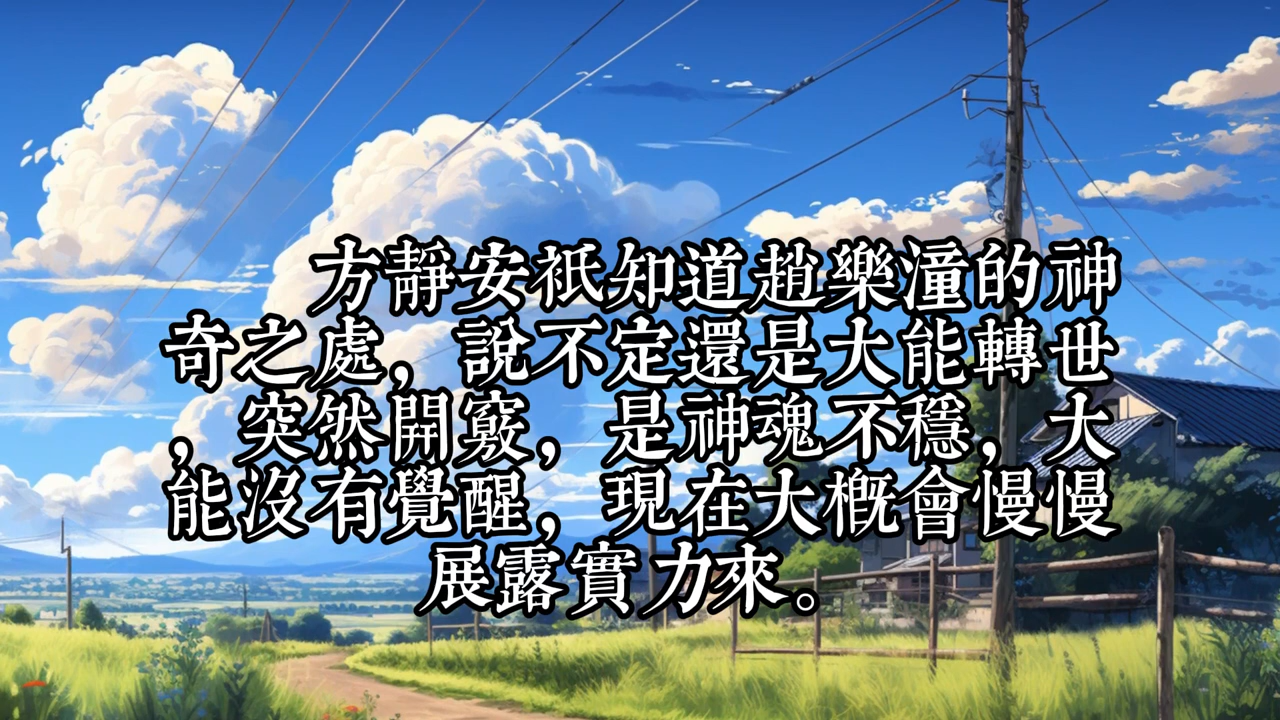 方靜安祇知道趙樂潼的神
奇之處，說不定還是大能轉世
，突然開竅，是神魂不穩，大
能沒有覺醒，現在大概會慢慢
展露實力來。